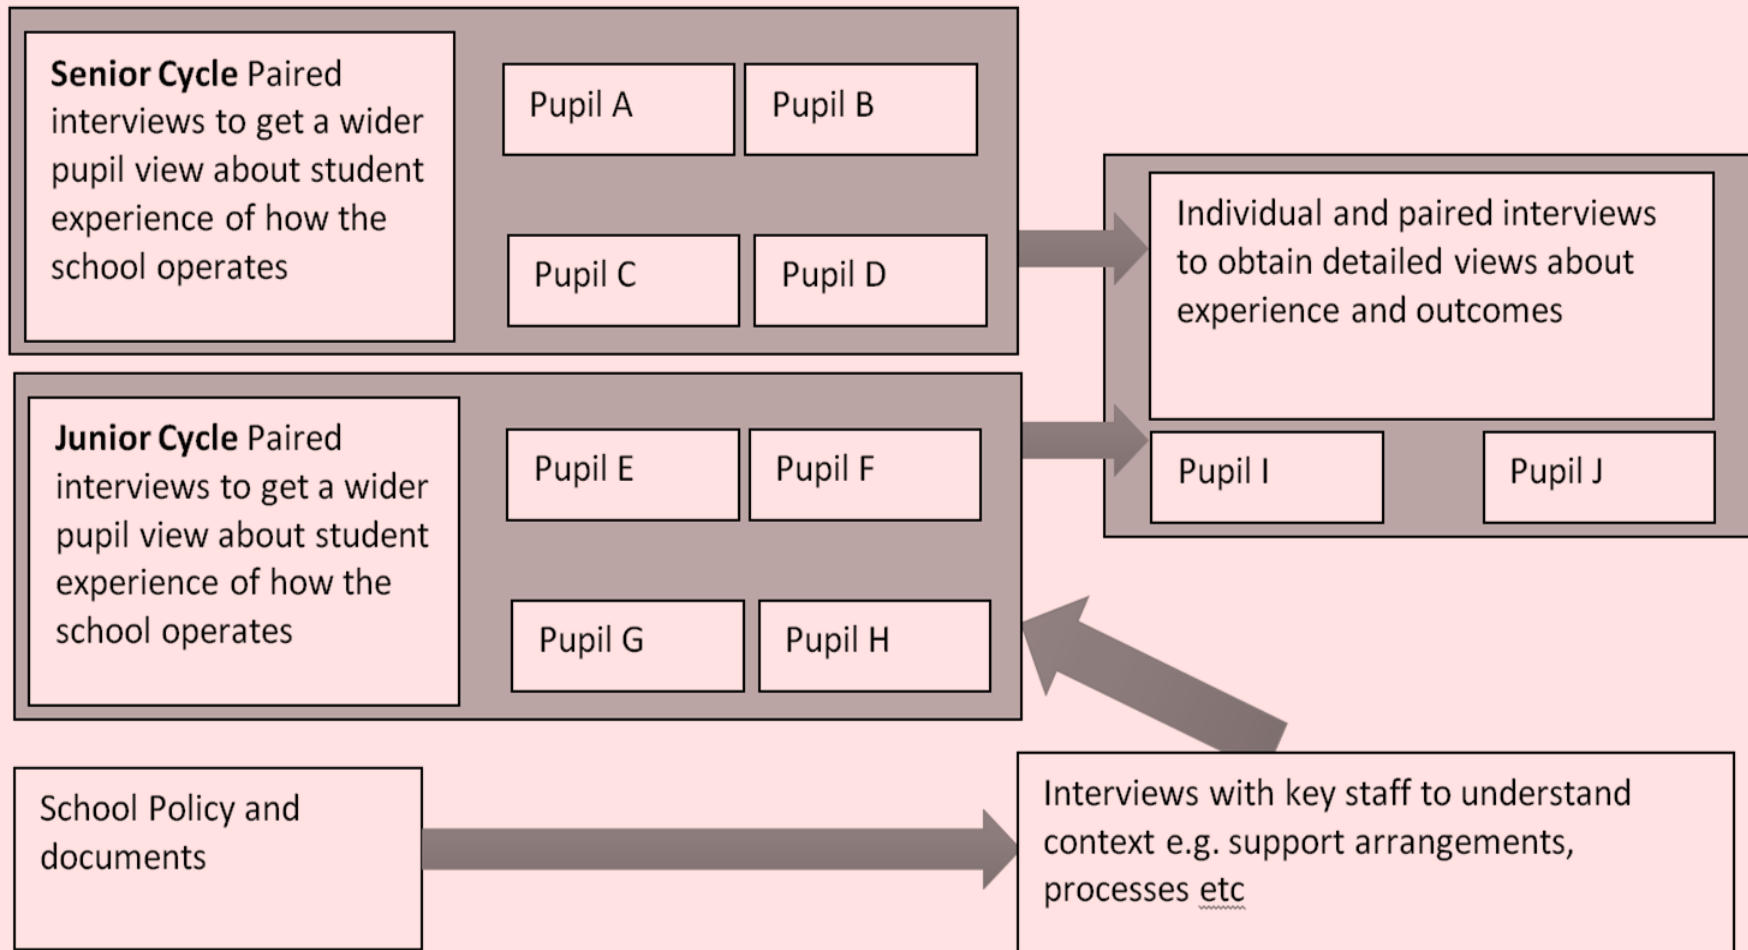 Senior Cycle Paired
interviews to get a wider
pupil view about student
experience of how the
school operates
Pupil A
Pupil B
Pupil C
Pupil D
Individual and paired interviews
to obtain detailed views about
experience and outcomes
Pupil I
Pupil J
Junior Cycle Paired
interviews to get a wider
pupil view about student
experience of how the
school operates
Pupil E
Pupil F
Pupil G
Pupil H
School Policy and
documents
Interviews with key staff to understand
context e.g. support arrangements,
processes etc